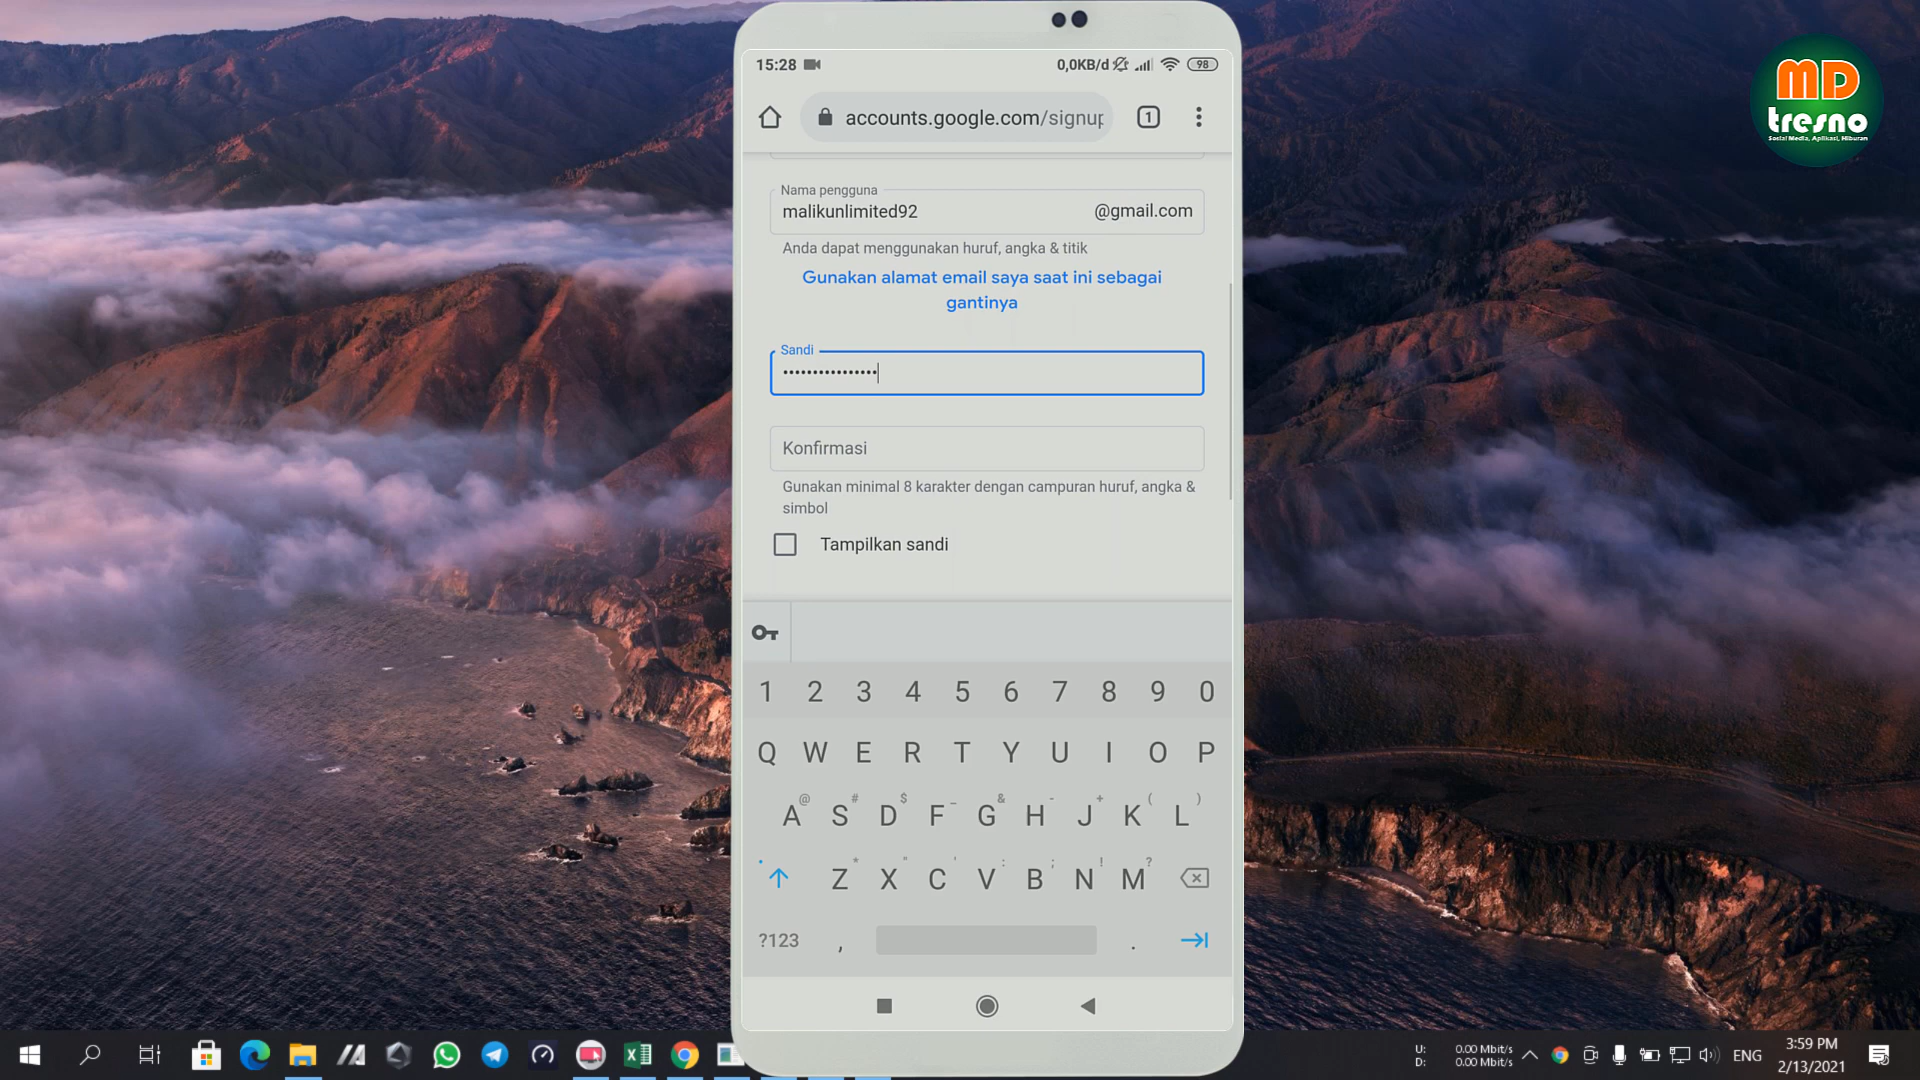 MD
tresno
Sosial Media, Aplikasi, Hiburan
15:28
0,0KB/d
98
accounts.google.com/signup
1
Nama pengguna
malikunlimited92
@gmail.com
Anda dapat menggunakan huruf, angka & titik
Gunakan alamat email saya saat ini sebagai
gantinya
Sandi
••••••••••••••••
Konfirmasi
Gunakan minimal 8 karakter dengan campuran huruf, angka &
simbol
Tampilkan sandi
1 2 3 4 5 6 7 8 9 0
Q W E R T Y U I O P
@ # $ _ & - + ( )
A S D F G H J K L
* " ' : ; ! ?
Z X C V B N M
?123 , .
U: 0.00 Mbit/s
D: 0.00 Mbit/s
ENG
3:59 PM
2/13/2021